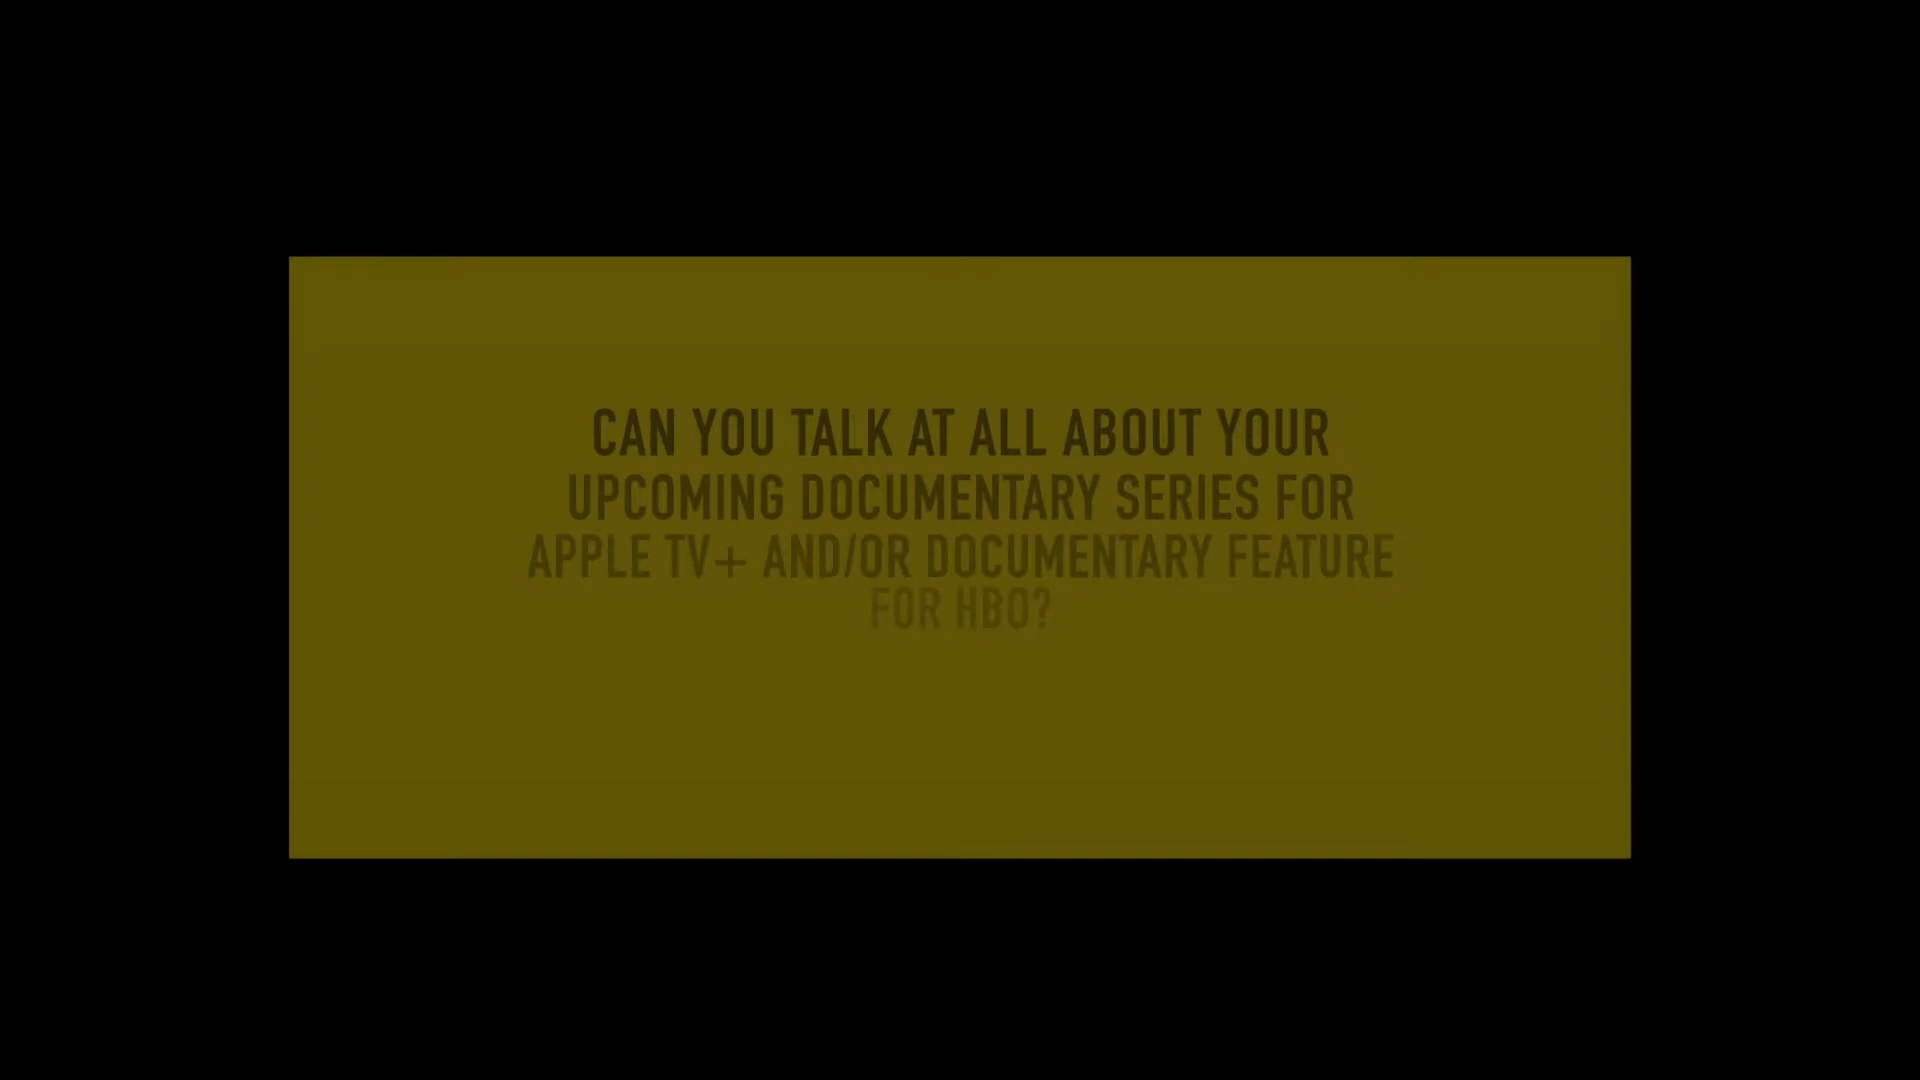 CAN YOU TALK AT ALL ABOUT YOUR
UPCOMING DOCUMENTARY SERIES FOR
APPLE TV+ AND/OR DOCUMENTARY FEATURE
FOR HBO?